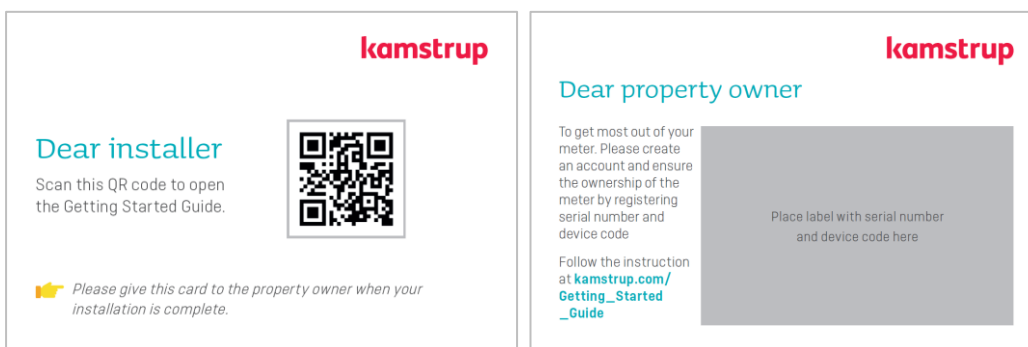 kamstrup
Dear installer
Scan this QR code to open
the Getting Started Guide.
Please give this card to the property owner when your
installation is complete.
kamstrup
Dear property owner
To get most out of your
meter. Please create
an account and ensure
the ownership of the
meter by registering
serial number and
device code
Follow the instruction
at kamstrup.com/
Getting_Started
_Guide
Place label with serial number
and device code here